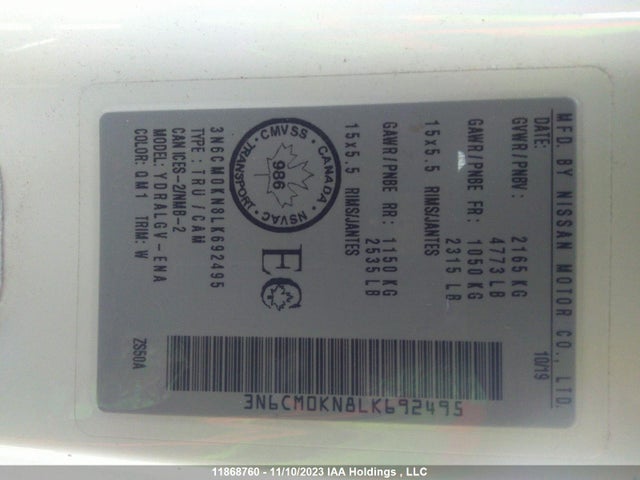 MFD. BY NISSAN MOTOR CO., LTD.
DATE: 10/19
GVWR/PNBV: 2165 KG
4773 LB
GAWR/PNBE FR: 1050 KG
2315 LB
15x5.5 RIMS/JANTES
GAWR/PNBE RR: 1150 KG
2535 LB
15x5.5 RIMS/JANTES
CMVSS · CANADA · NSVAC · TRANSPORT ·
986
EC
3N6CM0KN8LK692495
TYPE: TRU/CAM
CAN ICES-2/NMB-2
MODEL: YDRALGV-ENA
COLOR: QM1 TRIM: W
ZS50A
3N6CM0KN8LK692495
11868760 - 11/10/2023 IAA Holdings , LLC